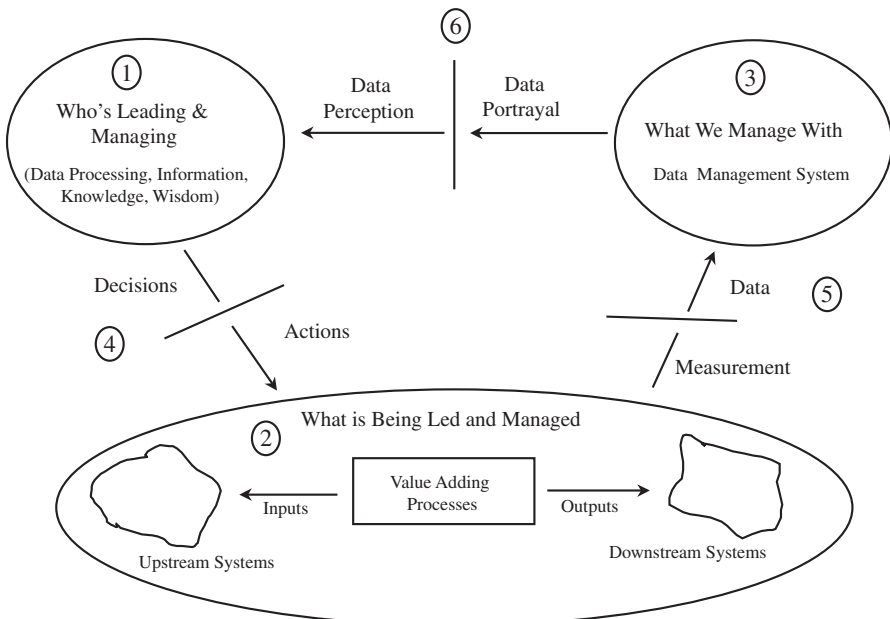 6
1
Who's Leading &
Managing
(Data Processing, Information,
Knowledge, Wisdom)
Data
Perception
Data
Portrayal
3
What We Manage With
Data Management System
Decisions
4
Actions
Data
5
Measurement
What is Being Led and Managed
2
Value Adding
Processes
Inputs
Outputs
Upstream Systems
Downstream Systems